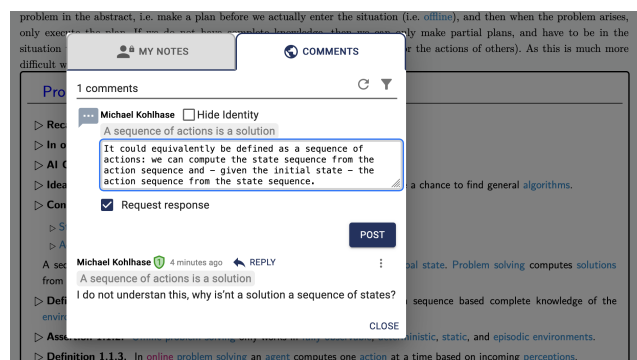 problem in the abstract, i.e. make a plan before we actually enter the situation (i.e. offline), and then when the problem arises,
only execute the plan. If we do not have complete knowledge, then we can only make partial plans, and have to be in the
situation or the actions of others). As this is much more
difficult
MY NOTES
COMMENTS
Pro
1 comments
Michael Kohlhase Hide Identity
A sequence of actions is a solution
It could equivalently be defined as a sequence of
actions: we can compute the state sequence from the
action sequence and – given the initial state – the
action sequence from the state sequence.
Request response
POST
▷ Rec
▷ In o
▷ AI
▷ Idea a chance to find general algorithms.
▷ Con
▷ S
▷ A
A sec bal state. Problem solving computes solutions
from
Michael Kohlhase 1 4 minutes ago REPLY
A sequence of actions is a solution
I do not understan this, why is'nt a solution a sequence of states?
▷ Defi sequence based complete knowledge of the
enviro
CLOSE
▷ Assertion 1.1.2. Online problem solving only works in fully observable, deterministic, static, and episodic environments.
▷ Definition 1.1.3. In online problem solving an agent computes one action at a time based on incoming perceptions.